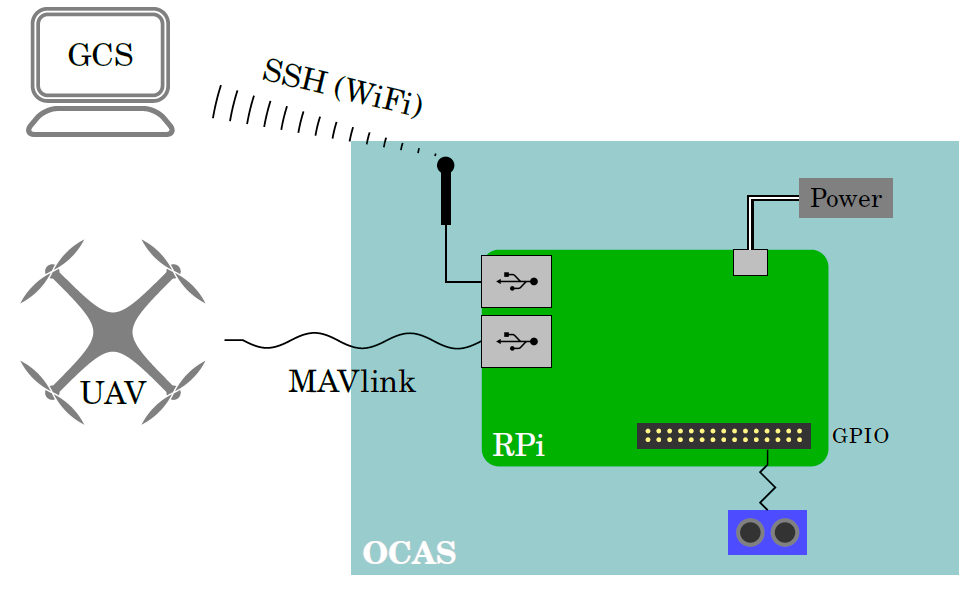 GCS
SSH (WiFi)
Power
UAV
MAVlink
RPi
GPIO
OCAS